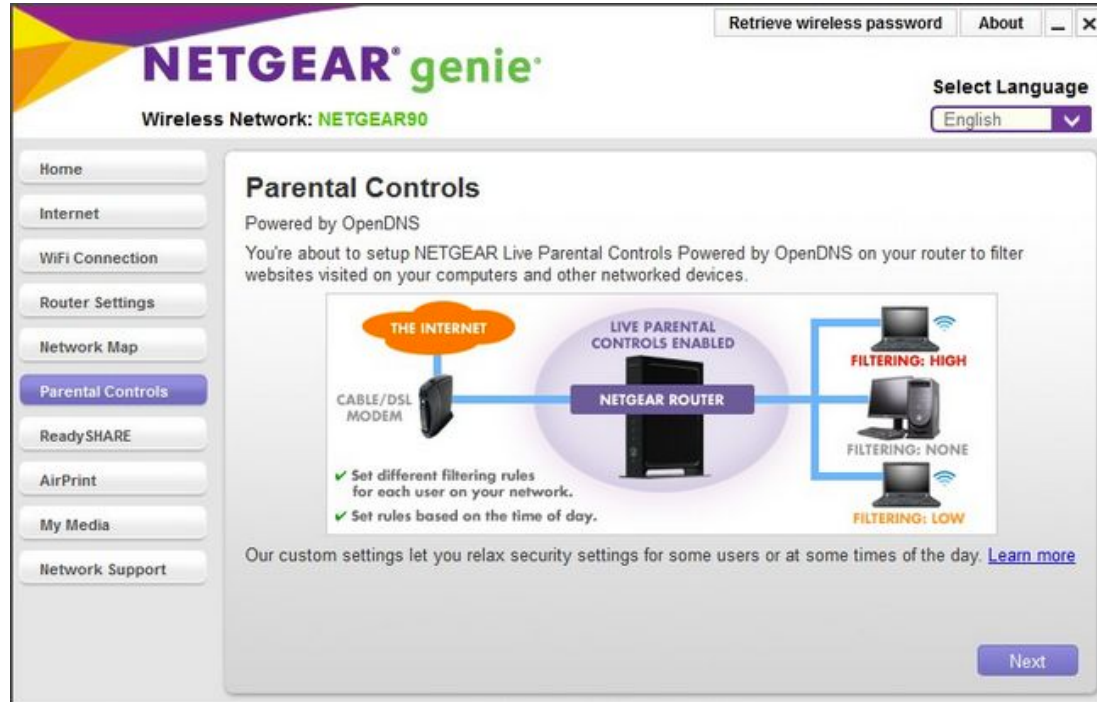 Retrieve wireless password
About
NETGEAR® genie®
Select Language
Wireless Network: NETGEAR90
English
Home
Internet
WiFi Connection
Router Settings
Network Map
Parental Controls
ReadySHARE
AirPrint
My Media
Network Support
Parental Controls
Powered by OpenDNS
You're about to setup NETGEAR Live Parental Controls Powered by OpenDNS on your router to filter
websites visited on your computers and other networked devices.
THE INTERNET
CABLE/DSL
MODEM
LIVE PARENTAL
CONTROLS ENABLED
NETGEAR ROUTER
FILTERING: HIGH
FILTERING: NONE
FILTERING: LOW
✔ Set different filtering rules
for each user on your network.
✔ Set rules based on the time of day.
Our custom settings let you relax security settings for some users or at some times of the day. Learn more
Next